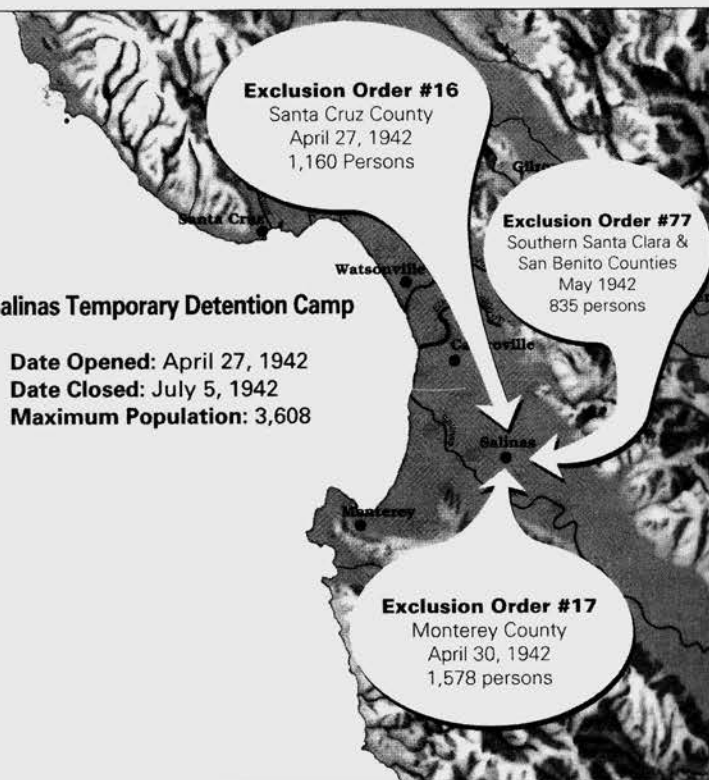 Exclusion Order #16
Santa Cruz County
April 27, 1942
1,160 Persons
Exclusion Order #77
Southern Santa Clara &
San Benito Counties
May 1942
835 persons
Watsonville
alinas Temporary Detention Camp
Date Opened: April 27, 1942
Date Closed: July 5, 1942
Maximum Population: 3,608
Salinas
Monterey
Exclusion Order #17
Monterey County
April 30, 1942
1,578 persons